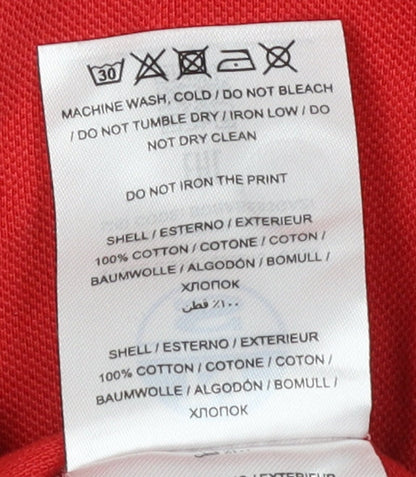 30
MACHINE WASH, COLD / DO NOT BLEACH
/ DO NOT TUMBLE DRY / IRON LOW / DO
NOT DRY CLEAN
DO NOT IRON THE PRINT
SHELL / ESTERNO / EXTERIEUR
100% COTTON / COTONE / COTON /
BAUMWOLLE / ALGODÓN / BOMULL /
ХЛОПОК
١٠٠٪ قطن
SHELL / ESTERNO / EXTERIEUR
100% COTTON / COTONE / COTON /
BAUMWOLLE / ALGODÓN / BOMULL /
ХЛОПОК